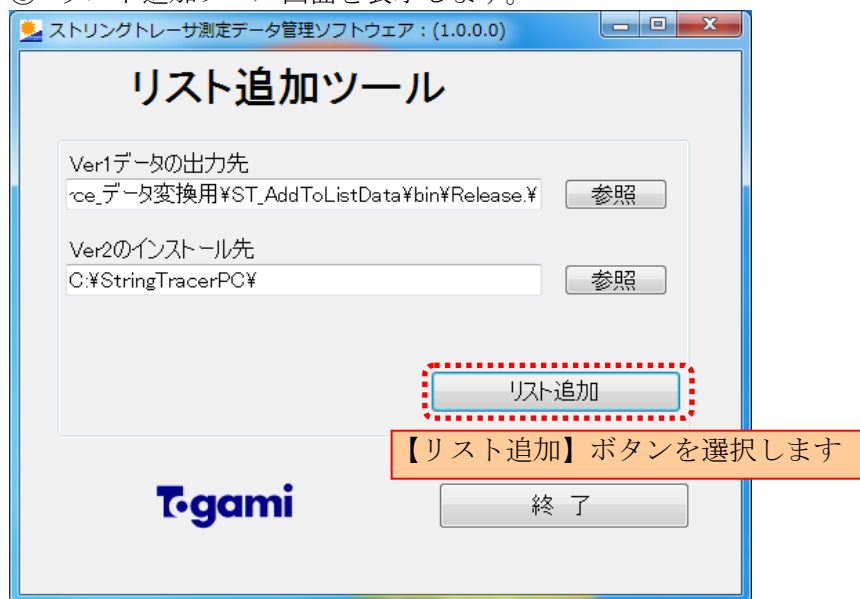 ストリングトレーサ測定データ管理ソフトウェア：(1.0.0.0)
リスト追加ツール
Ver1データの出力先
ce_データ変換用¥ST_AddToListData¥bin¥Release.¥
参照
Ver2のインストール先
C:¥StringTracerPC¥
参照
リスト追加
【リスト追加】ボタンを選択します
Togami
終 了